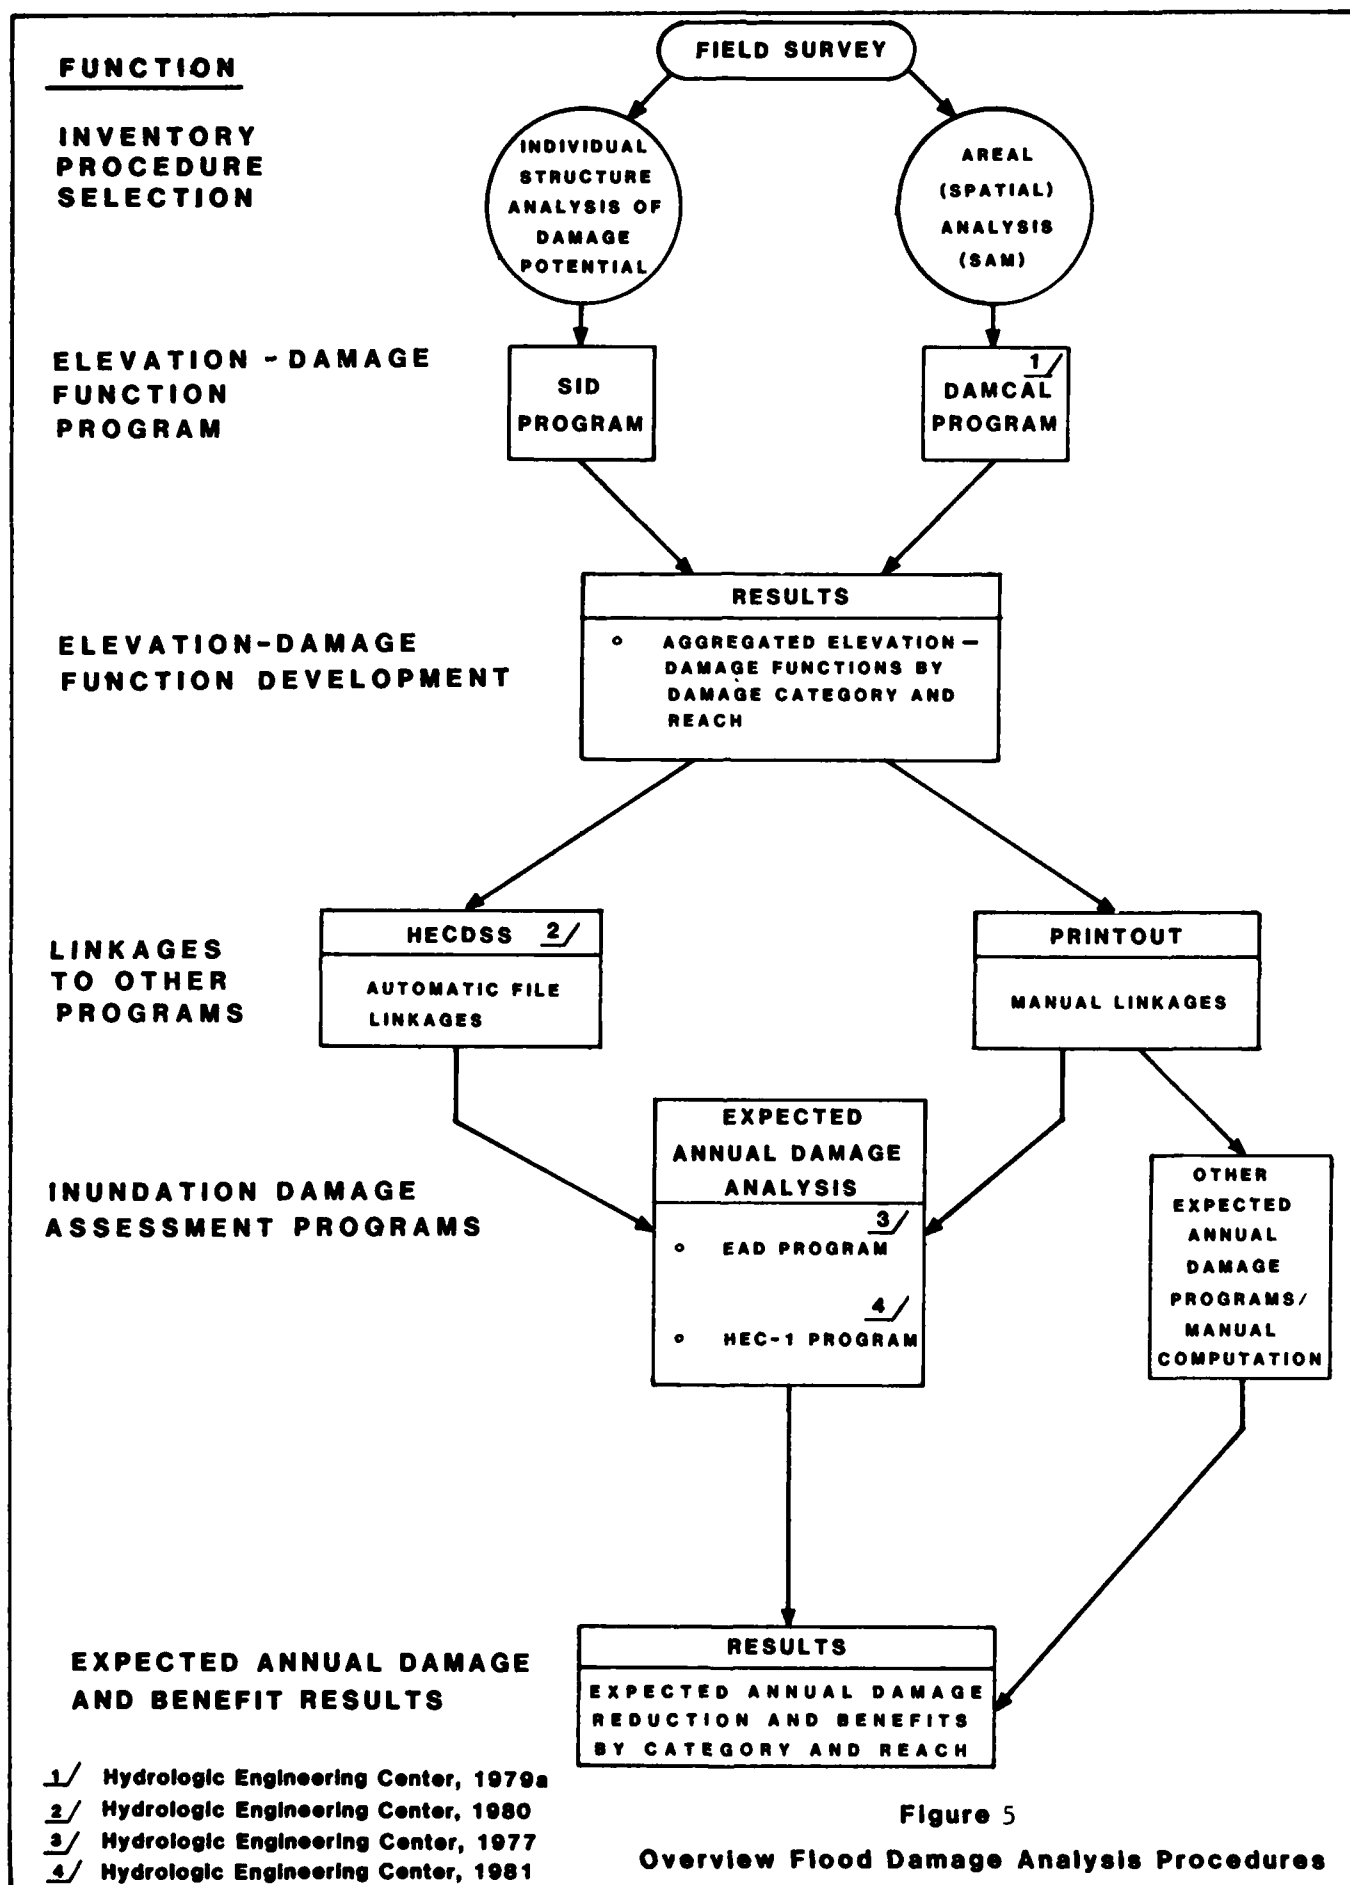 FIELD SURVEY
FUNCTION
INVENTORY
PROCEDURE
SELECTION
INDIVIDUAL
STRUCTURE
ANALYSIS OF
DAMAGE
POTENTIAL
AREAL
(SPATIAL)
ANALYSIS
(SAM)
ELEVATION - DAMAGE
FUNCTION
PROGRAM
SID
PROGRAM
1/
DAMCAL
PROGRAM
ELEVATION-DAMAGE
FUNCTION DEVELOPMENT
RESULTS
o AGGREGATED ELEVATION —
DAMAGE FUNCTIONS BY
DAMAGE CATEGORY AND
REACH
LINKAGES
TO OTHER
PROGRAMS
HECDSS 2/
AUTOMATIC FILE
LINKAGES
PRINTOUT
MANUAL LINKAGES
INUNDATION DAMAGE
ASSESSMENT PROGRAMS
EXPECTED
ANNUAL DAMAGE
ANALYSIS
3/
o EAD PROGRAM
4/
o HEC-1 PROGRAM
OTHER
EXPECTED
ANNUAL
DAMAGE
PROGRAMS/
MANUAL
COMPUTATION
EXPECTED ANNUAL DAMAGE
AND BENEFIT RESULTS
RESULTS
EXPECTED ANNUAL DAMAGE
REDUCTION AND BENEFITS
BY CATEGORY AND REACH
1/ Hydrologic Engineering Center, 1979a
2/ Hydrologic Engineering Center, 1980
3/ Hydrologic Engineering Center, 1977
4/ Hydrologic Engineering Center, 1981
Figure 5
Overview Flood Damage Analysis Procedures